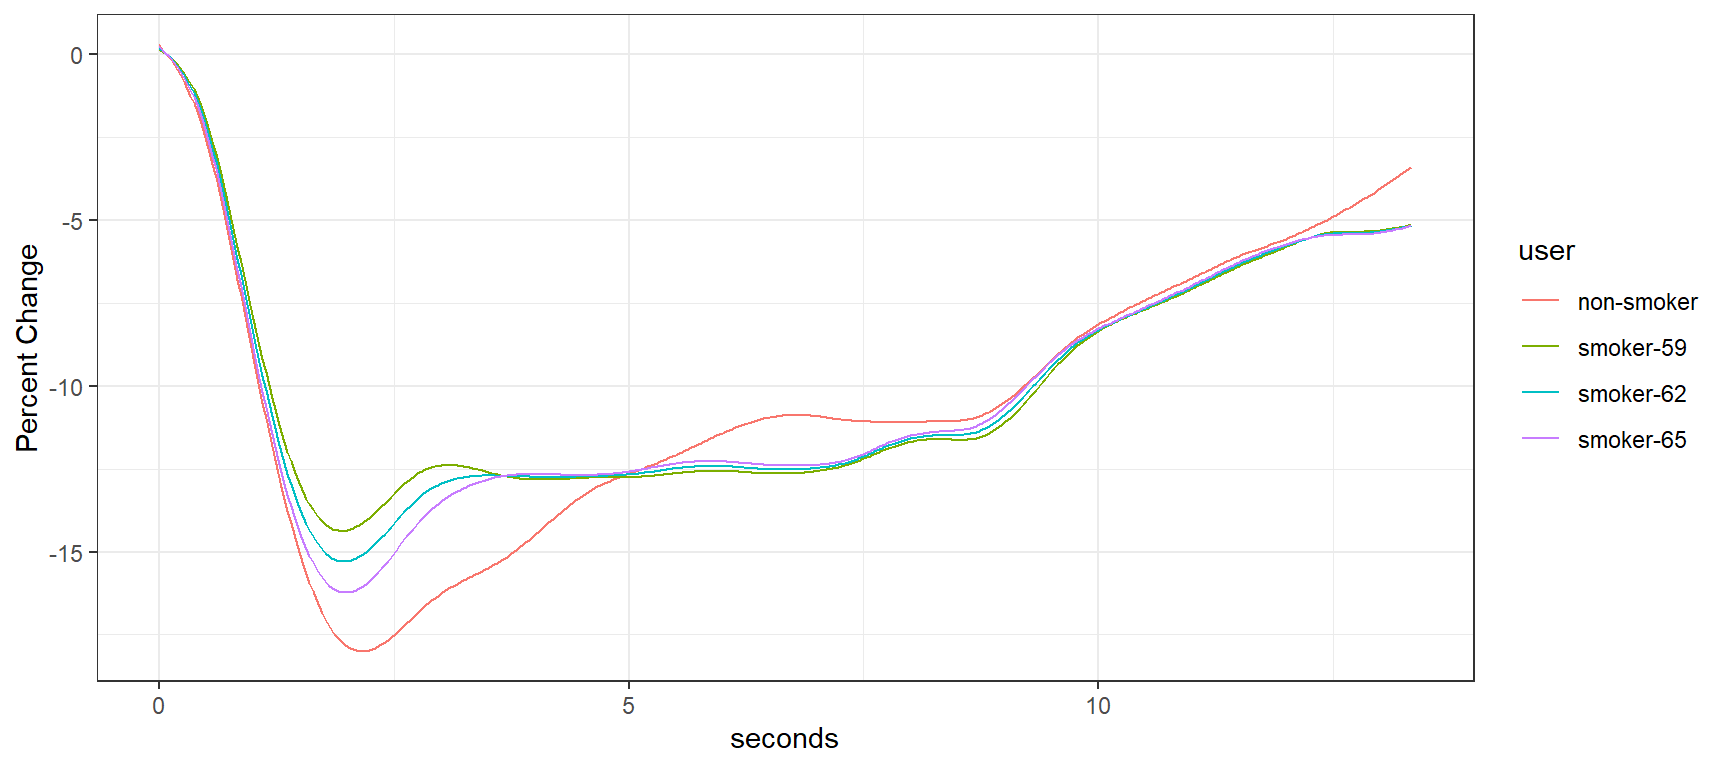 0
-5
-10
-15
Percent Change
0 5 10
seconds
user
non-smoker
smoker-59
smoker-62
smoker-65